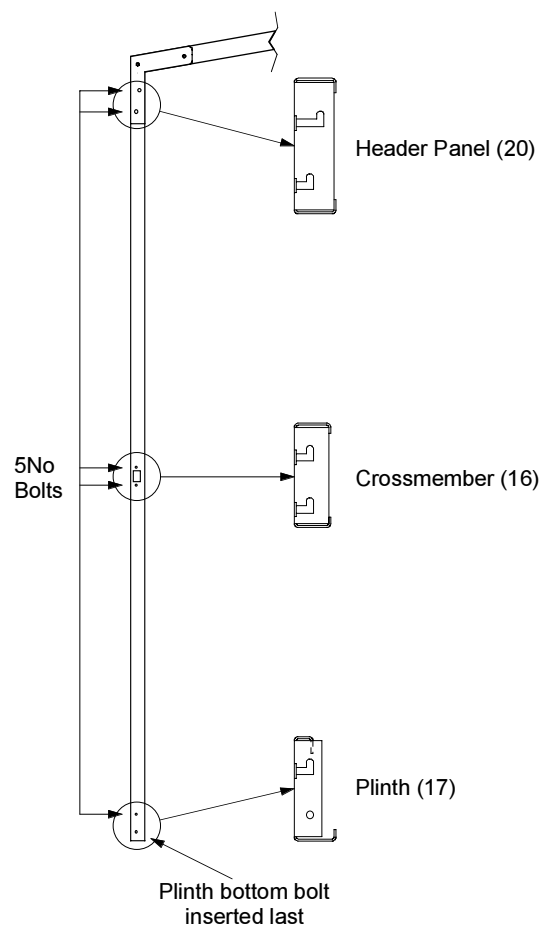 Header Panel (20)
5No
Bolts
Crossmember (16)
Plinth (17)
Plinth bottom bolt
inserted last